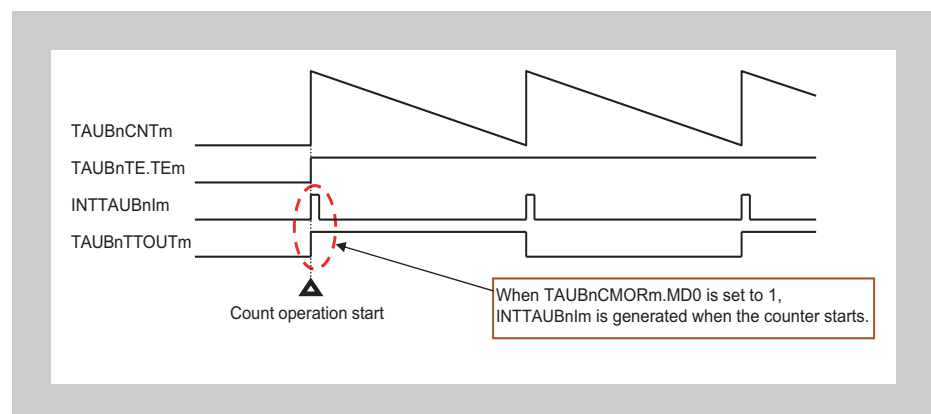 TAUBnCNTm
TAUBnTE.TEm
INTTAUBnIm
TAUBnTTOUTm
Count operation start
When TAUBnCMORm.MD0 is set to 1,
INTTAUBnIm is generated when the counter starts.